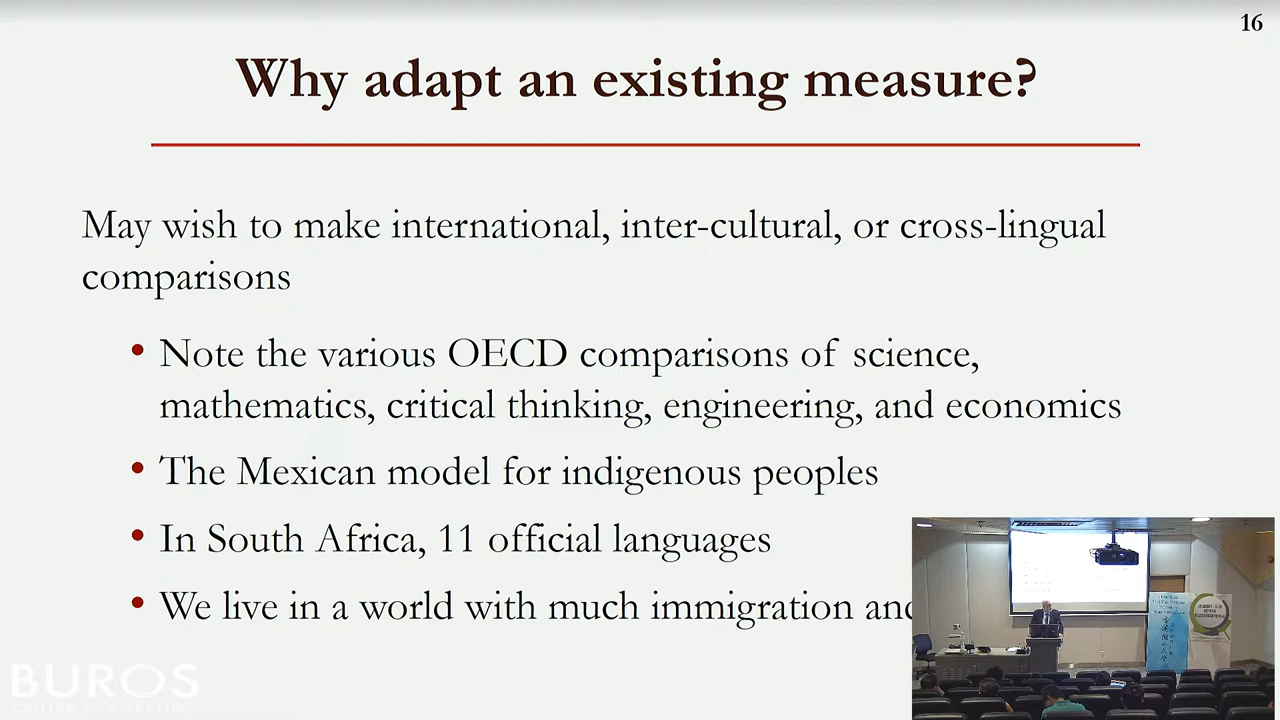 16
Why adapt an existing measure?
May wish to make international, inter-cultural, or cross-lingual
comparisons
• Note the various OECD comparisons of science,
mathematics, critical thinking, engineering, and economics
• The Mexican model for indigenous peoples
• In South Africa, 11 official languages
• We live in a world with much immigration and
BUROS